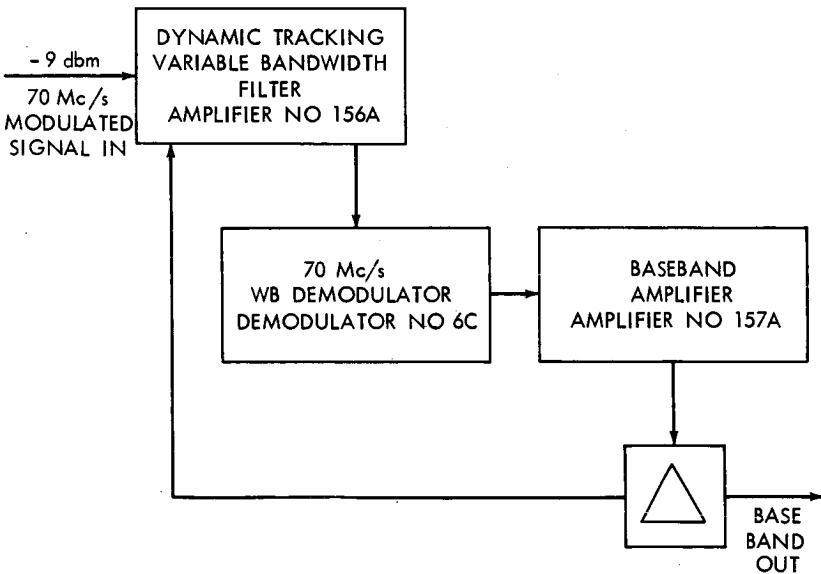 DYNAMIC TRACKING
VARIABLE BANDWIDTH
FILTER
AMPLIFIER NO 156A
- 9 dbm
70 Mc/s
MODULATED
SIGNAL IN
70 Mc/s
WB DEMODULATOR
DEMODULATOR NO 6C
BASEBAND
AMPLIFIER
AMPLIFIER NO 157A
BASE
BAND
OUT